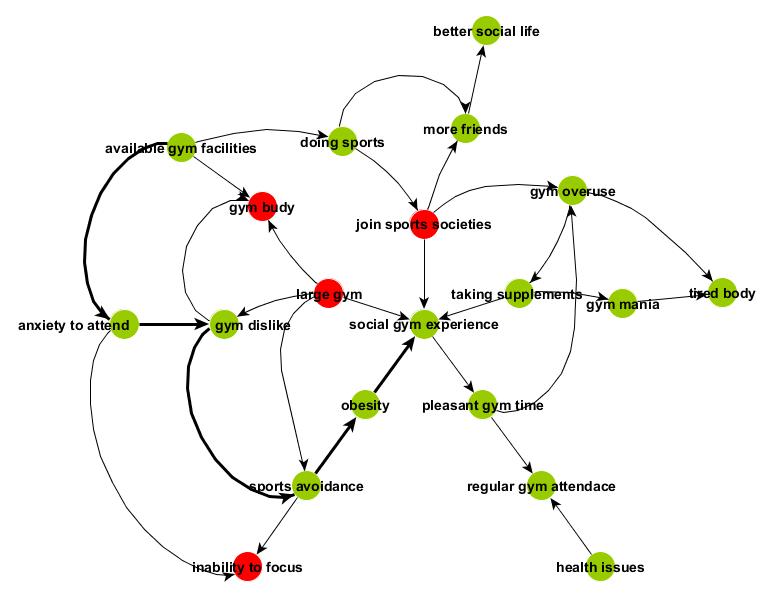 better social life
more friends
doing sports
available gym facilities
gym overuse
gym budy
join sports societies
large gym
taking supplements
tired body
gym mania
anxiety to attend
gym dislike
social gym experience
obesity
pleasant gym time
sports avoidance
regular gym attendace
inability to focus
health issues